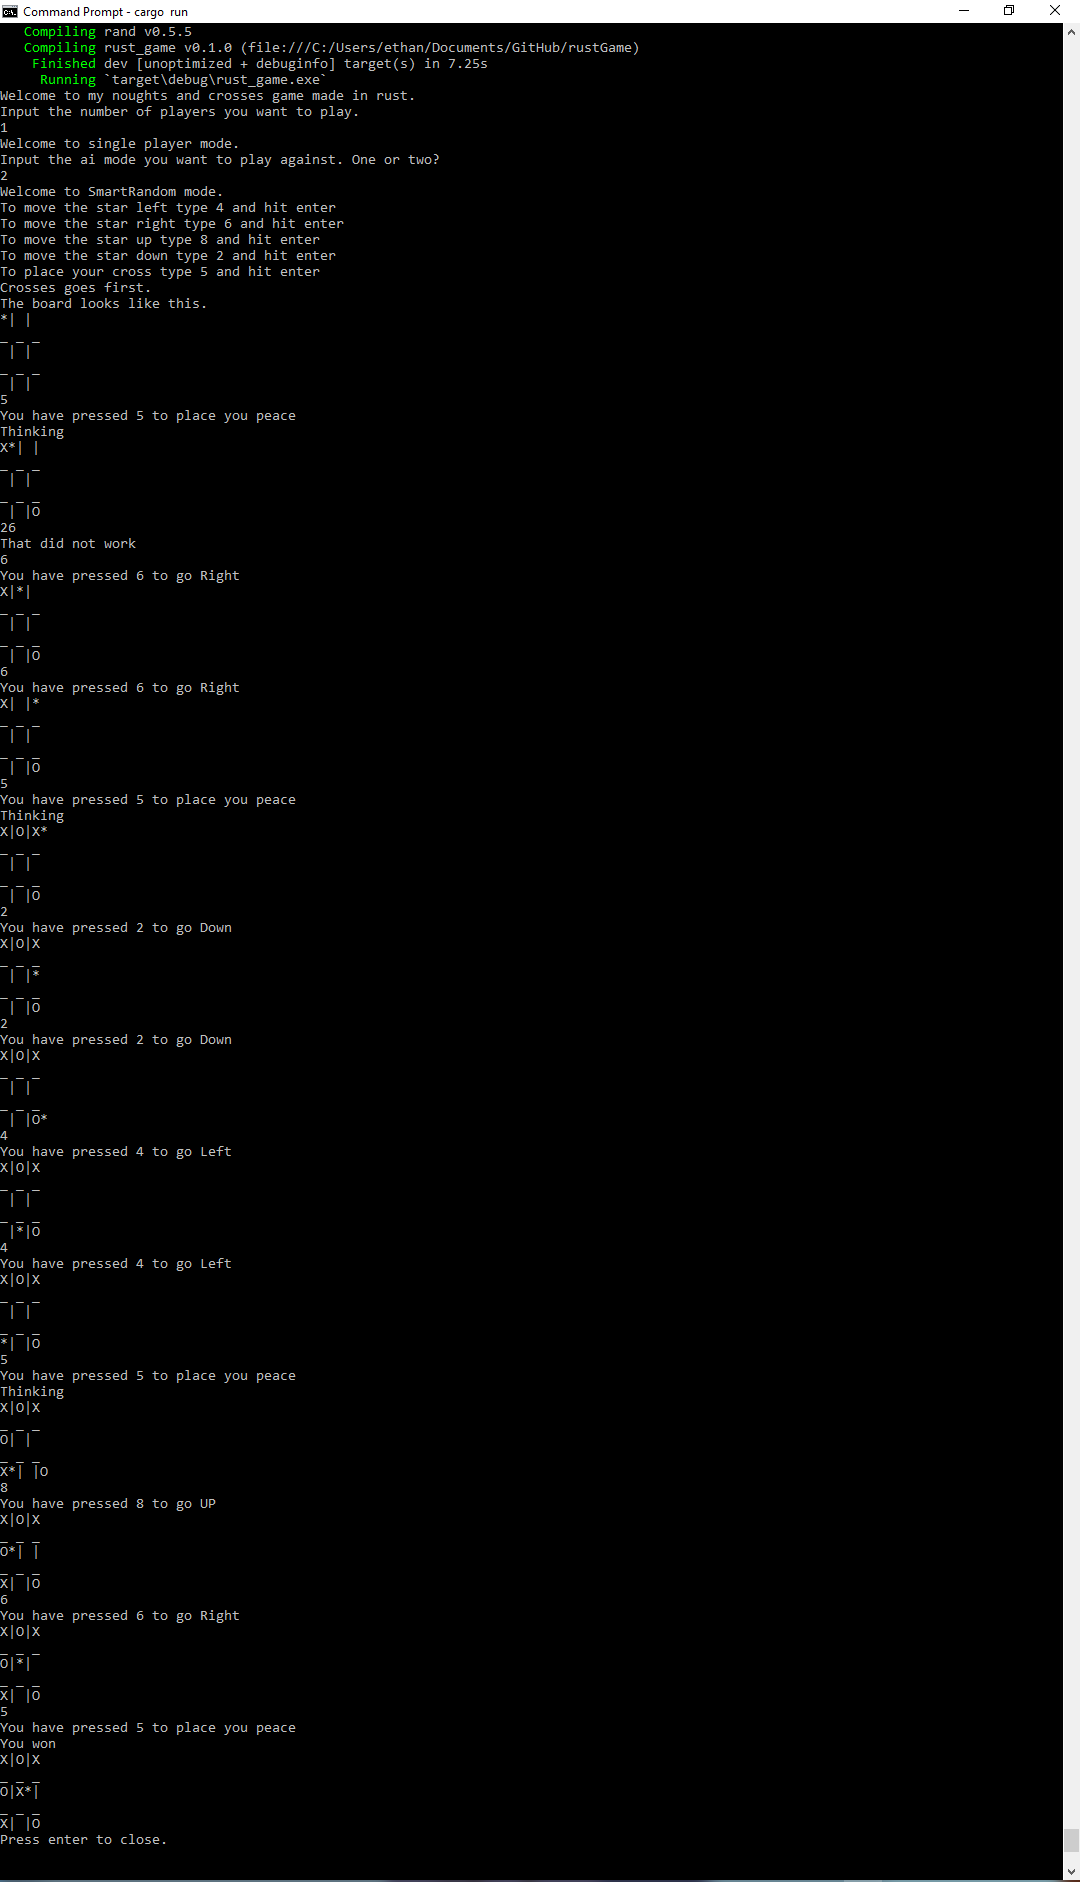 Command Prompt - cargo run
Compiling rand v0.5.5
Compiling rust_game v0.1.0 (file:///C:/Users/ethan/Documents/GitHub/rustGame)
Finished dev [unoptimized + debuginfo] target(s) in 7.25s
Running `target\debug\rust_game.exe`
Welcome to my noughts and crosses game made in rust.
Input the number of players you want to play.
1
Welcome to single player mode.
Input the ai mode you want to play against. One or two?
2
Welcome to SmartRandom mode.
To move the star left type 4 and hit enter
To move the star right type 6 and hit enter
To move the star up type 8 and hit enter
To move the star down type 2 and hit enter
To place your cross type 5 and hit enter
Crosses goes first.
The board looks like this.
*| |
_ _ _
 | |
_ _ _
 | |
5
You have pressed 5 to place you peace
Thinking
X*| |
_ _ _
 | |
_ _ _
 | |O
26
That did not work
6
You have pressed 6 to go Right
X|*|
_ _ _
 | |
_ _ _
 | |O
6
You have pressed 6 to go Right
X| |*
_ _ _
 | |
_ _ _
 | |O
5
You have pressed 5 to place you peace
Thinking
X|O|X*
_ _ _
 | |
_ _ _
 | |O
2
You have pressed 2 to go Down
X|O|X
_ _ _
 | |*
_ _ _
 | |O
2
You have pressed 2 to go Down
X|O|X
_ _ _
 | |
_ _ _
 | |O*
4
You have pressed 4 to go Left
X|O|X
_ _ _
 | |
_ _ _
 |*|O
4
You have pressed 4 to go Left
X|O|X
_ _ _
 | |
_ _ _
*| |O
5
You have pressed 5 to place you peace
Thinking
X|O|X
_ _ _
O| |
_ _ _
X*| |O
8
You have pressed 8 to go UP
X|O|X
_ _ _
O*| |
_ _ _
X| |O
6
You have pressed 6 to go Right
X|O|X
_ _ _
O|*|
_ _ _
X| |O
5
You have pressed 5 to place you peace
You won
X|O|X
_ _ _
O|X*|
_ _ _
X| |O
Press enter to close.